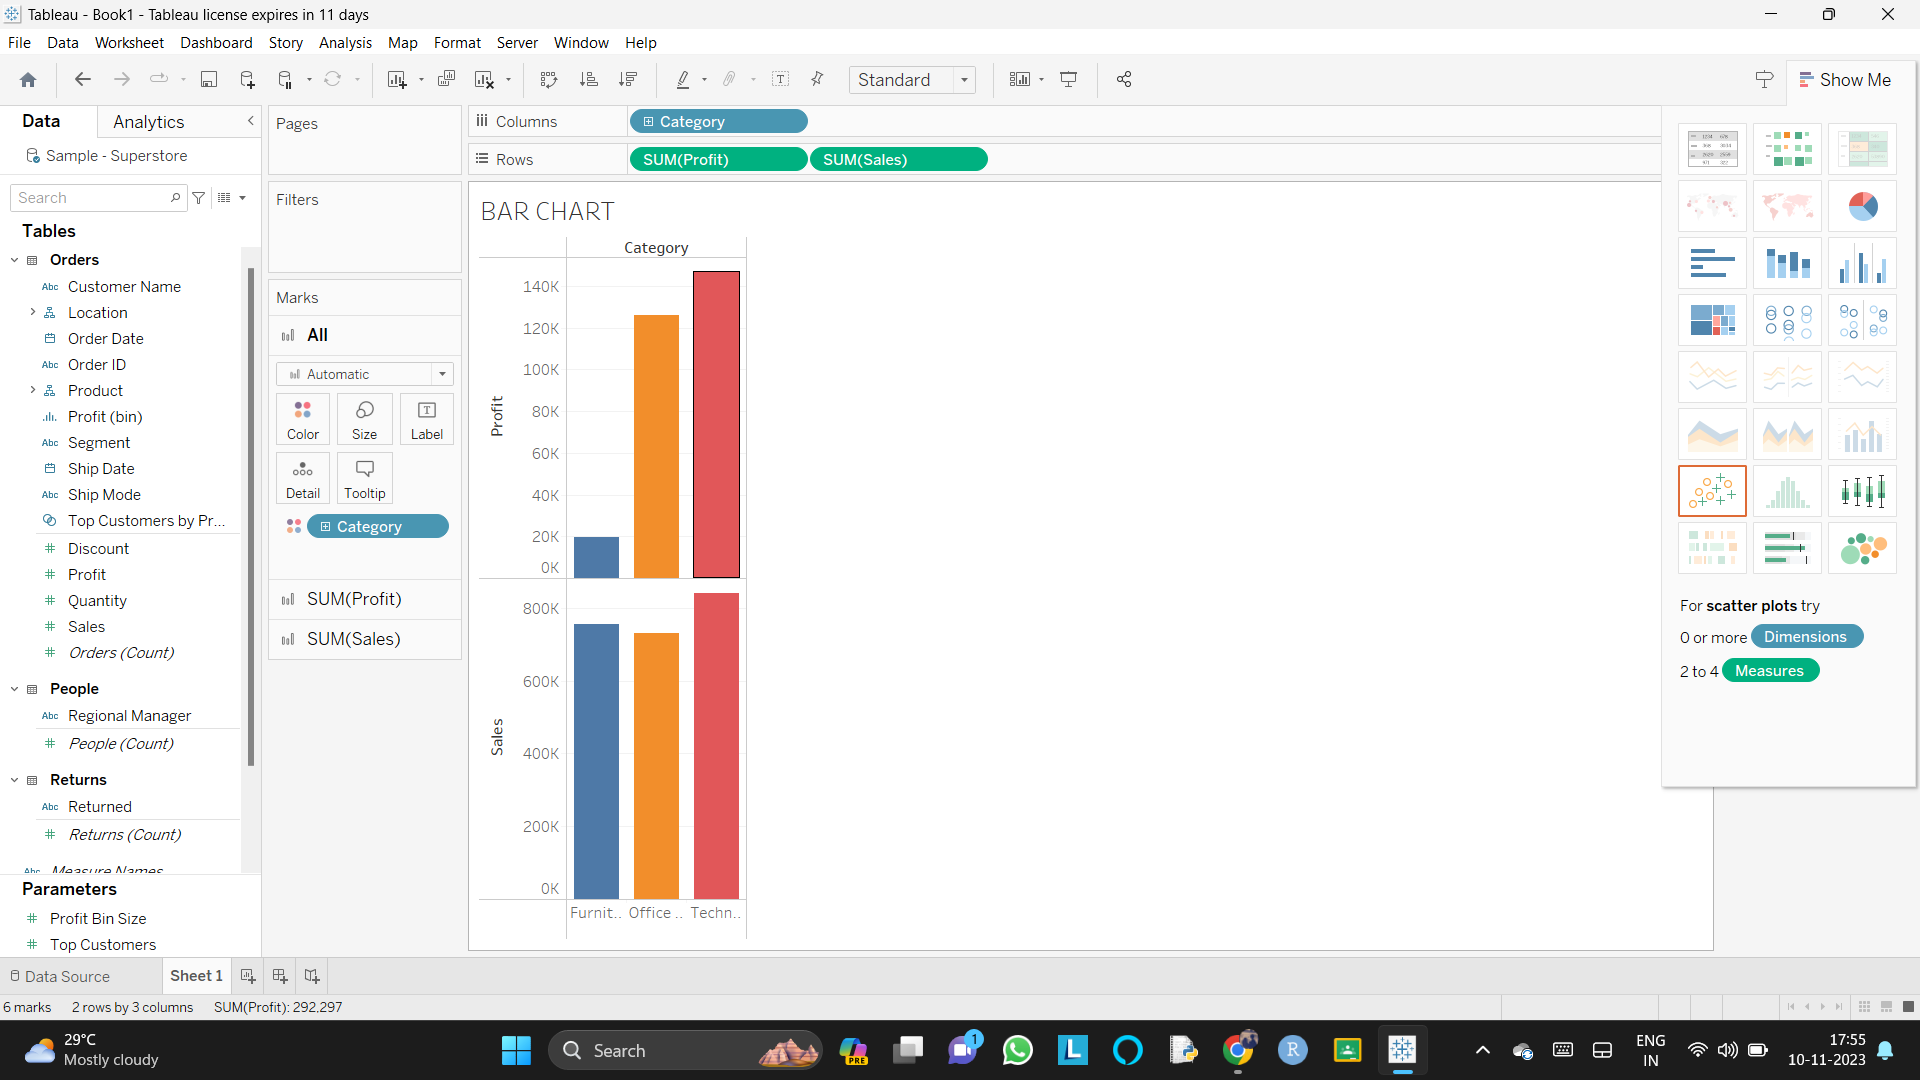 Tableau - Book1 - Tableau license expires in 11 days
File Data Worksheet Dashboard Story Analysis Map Format Server Window Help
Standard
Show Me
Data Analytics
Sample - Superstore
Search
Tables
Orders
Customer Name
Location
Order Date
Order ID
Product
Profit (bin)
Segment
Ship Date
Ship Mode
Top Customers by Pr...
Discount
Profit
Quantity
Sales
Orders (Count)
People
Regional Manager
People (Count)
Returns
Returned
Returns (Count)
Measure Names
Parameters
Profit Bin Size
Top Customers
Pages
Filters
Marks
All
Automatic
Color Size Label
Detail Tooltip
Category
SUM(Profit)
SUM(Sales)
Columns Category
Rows SUM(Profit) SUM(Sales)
BAR CHART
Category
Profit
140K
120K
100K
80K
60K
40K
20K
0K
Sales
800K
600K
400K
200K
0K
Furnit.. Office .. Techn..
For scatter plots try
0 or more Dimensions
2 to 4 Measures
Data Source Sheet 1
6 marks 2 rows by 3 columns SUM(Profit): 292,297
29°C
Mostly cloudy
Search
PRE
1
L
R
ENG
IN
17:55
10-11-2023